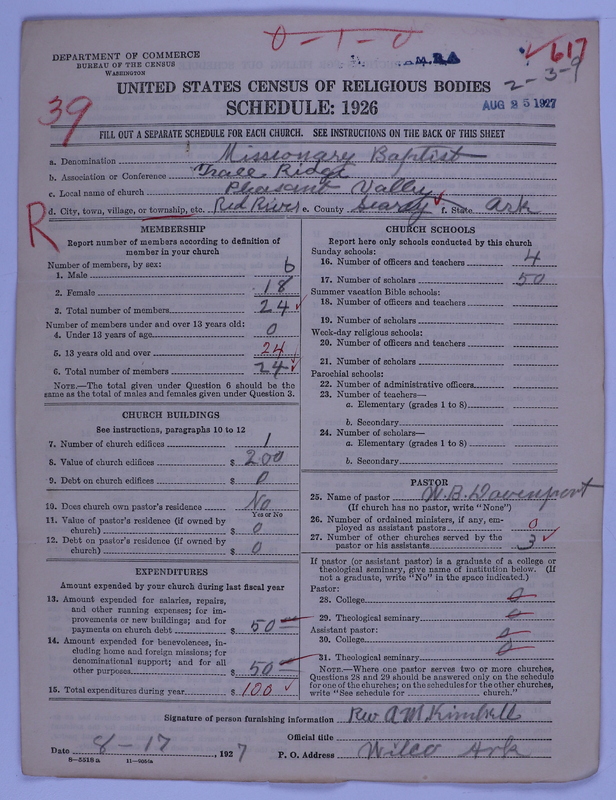 DEPARTMENT OF COMMERCE
BUREAU OF THE CENSUS
WASHINGTON
0-1-0
617
2-3-9
AUG 25 1927
UNITED STATES CENSUS OF RELIGIOUS BODIES
SCHEDULE: 1926
39
FILL OUT A SEPARATE SCHEDULE FOR EACH CHURCH. SEE INSTRUCTIONS ON THE BACK OF THIS SHEET
a. Denomination Missionary Baptist
b. Association or Conference Trace Ridge
c. Local name of church Pleasant Valley
R
d. City, town, village, or township, etc. Red River e. County Searcy f. State Ark
MEMBERSHIP
Report number of members according to definition of
member in your church
Number of members, by sex:
1. Male 6
2. Female 18
3. Total number of members 24
Number of members under and over 13 years old:
4. Under 13 years of age 0
5. 13 years old and over 24
6. Total number of members 24
NOTE.—The total given under Question 6 should be the
same as the total of males and females given under Question 3.
CHURCH BUILDINGS
See instructions, paragraphs 10 to 12
7. Number of church edifices 1
8. Value of church edifices $ 200
9. Debt on church edifices $ 0
10. Does church own pastor's residence No
Yes or No
11. Value of pastor's residence (if owned by
church) $ 0
12. Debt on pastor's residence (if owned by
church) $ 0
EXPENDITURES
Amount expended by your church during last fiscal year
13. Amount expended for salaries, repairs,
and other running expenses; for im-
provements or new buildings; and for
payments on church debt $ 50
14. Amount expended for benevolences, in-
cluding home and foreign missions; for
denominational support; and for all
other purposes $ 50
15. Total expenditures during year $ 100
CHURCH SCHOOLS
Report here only schools conducted by this church
Sunday schools:
16. Number of officers and teachers 4
17. Number of scholars 50
Summer vacation Bible schools:
18. Number of officers and teachers
19. Number of scholars
Week-day religious schools:
20. Number of officers and teachers
21. Number of scholars
Parochial schools:
22. Number of administrative officers
23. Number of teachers—
a. Elementary (grades 1 to 8)
b. Secondary
24. Number of scholars—
a. Elementary (grades 1 to 8)
b. Secondary
PASTOR
25. Name of pastor W. B. Davenport
(If church has no pastor, write "None")
26. Number of ordained ministers, if any, em-
ployed as assistant pastors 0
27. Number of other churches served by the
pastor or his assistants 3
If pastor (or assistant pastor) is a graduate of a college or
theological seminary, give name of institution below. (If
not a graduate, write "No" in the space indicated.)
Pastor:
28. College 0
29. Theological seminary 0
Assistant pastor:
30. College 0
31. Theological seminary 0
NOTE.—Where one pastor serves two or more churches,
Questions 28 and 29 should be answered only on the schedule
for one of the churches; on the schedules for the other churches,
write "See schedule for church."
Signature of person furnishing information Rev A M Kimbell
Official title
Date 8-17, 1927 P. O. Address Wilco Ark
8-5518 a